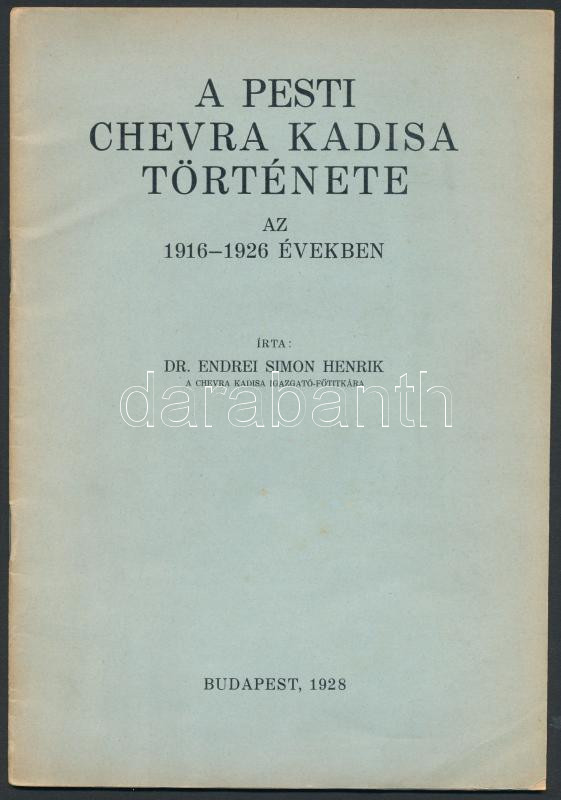 A PESTI
CHEVRA KADISA
TÖRTÉNETE
AZ
1916–1926 ÉVEKBEN
ÍRTA:
DR. ENDREI SIMON HENRIK
A CHEVRA KADISA IGAZGATÓ-FŐTITKÁRA
darabanth
BUDAPEST, 1928